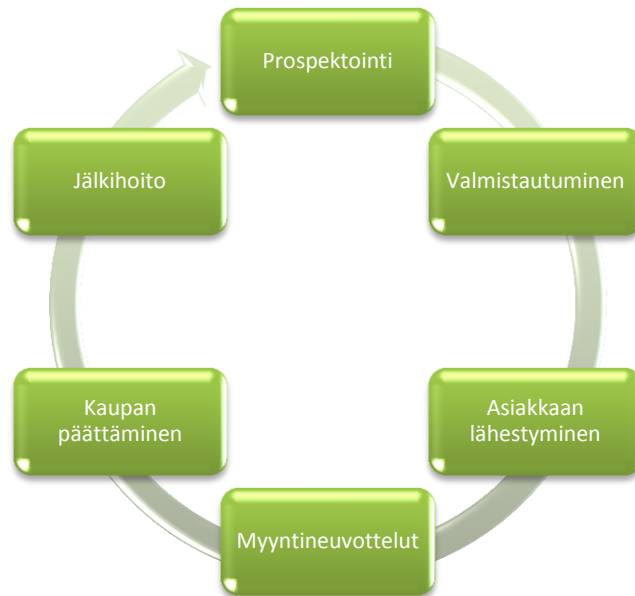 Prospektointi
Valmistautuminen
Asiakkaan
lähestyminen
Myyntineuvottelut
Kaupan
päättäminen
Jälkihoito